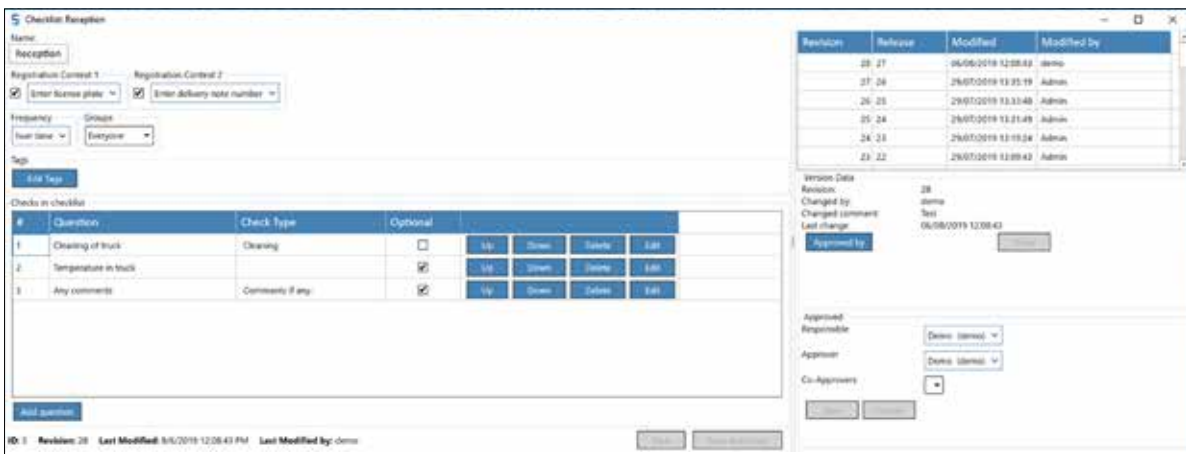 Checklist: Reception
Name:
Reception
Registration Context 1 Registration Context 2
Enter license plate Enter delivery note number
Frequency Groups
Everyone
Tags
Edit Tags
Checks in checklist
# Question Check Type Optional
1 Cleaning of truck Cleaning Up Down Delete Edit
2 Temperature in truck Up Down Delete Edit
3 Any comments Comments if any: Up Down Delete Edit
Add question
ID: 3 Revision: 28 Last Modified: 8/6/2019 12:08:43 PM Last Modified by: demo
Revision Release Modified Modified by
28 27 06/08/2019 12:08:43 demo
27 26 29/07/2019 13:35:19 Admin
26 25 29/07/2019 13:33:48 Admin
25 24 29/07/2019 13:21:49 Admin
24 23 29/07/2019 13:19:24 Admin
23 22 29/07/2019 13:09:43 Admin
Version Data
Revision: 28
Changed by: demo
Changed comment: Test
Last change: 06/08/2019 12:08:43
Approved by
Approved
Responsible Demo (demo)
Approver Demo (demo)
Co-Approvers